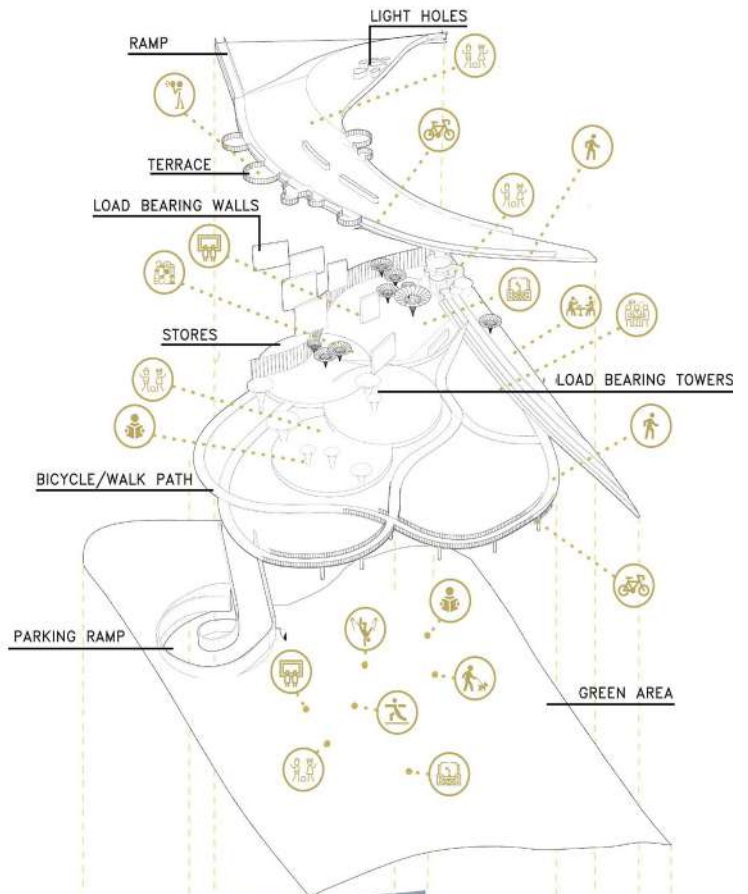 LIGHT HOLES
RAMP
TERRACE
LOAD BEARING WALLS
STORES
LOAD BEARING TOWERS
BICYCLE/WALK PATH
PARKING RAMP
GREEN AREA